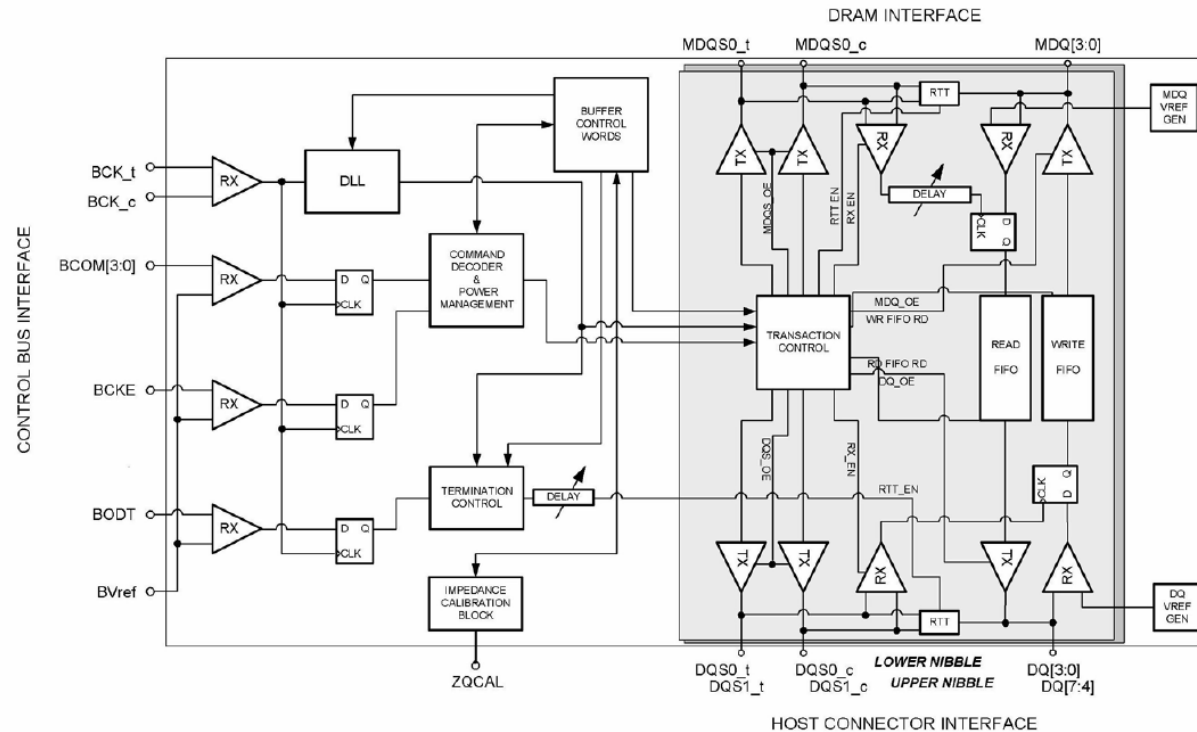 DRAM INTERFACE
MDQS0_t
MDQS0_c
MDQ[3:0]
CONTROL BUS INTERFACE
BCK_t
BCK_c
RX
DLL
BUFFER
CONTROL
WORDS
BCOM[3:0]
RX
D Q
CLK
COMMAND
DECODER
&
POWER
MANAGEMENT
BCKE
RX
D Q
CLK
BODT
RX
D Q
CLK
TERMINATION
CONTROL
DELAY
BVref
IMPEDANCE
CALIBRATION
BLOCK
ZQCAL
RTT
MDQ
VREF
GEN
TX
TX
RX
RX
TX
MDQS_OE
RTT EN
RX EN
DELAY
CLK
D
Q
TRANSACTION
CONTROL
MDQ_OE
WR FIFO RD
RD FIFO RD
DQ_OE
READ
FIFO
WRITE
FIFO
DQS_OE
RX_EN
RTT_EN
CLK
Q
D
TX
TX
RX
TX
RX
RTT
DQ
VREF
GEN
DQS0_t
DQS1_t
DQS0_c
DQS1_c
LOWER NIBBLE
UPPER NIBBLE
DQ[3:0]
DQ[7:4]
HOST CONNECTOR INTERFACE